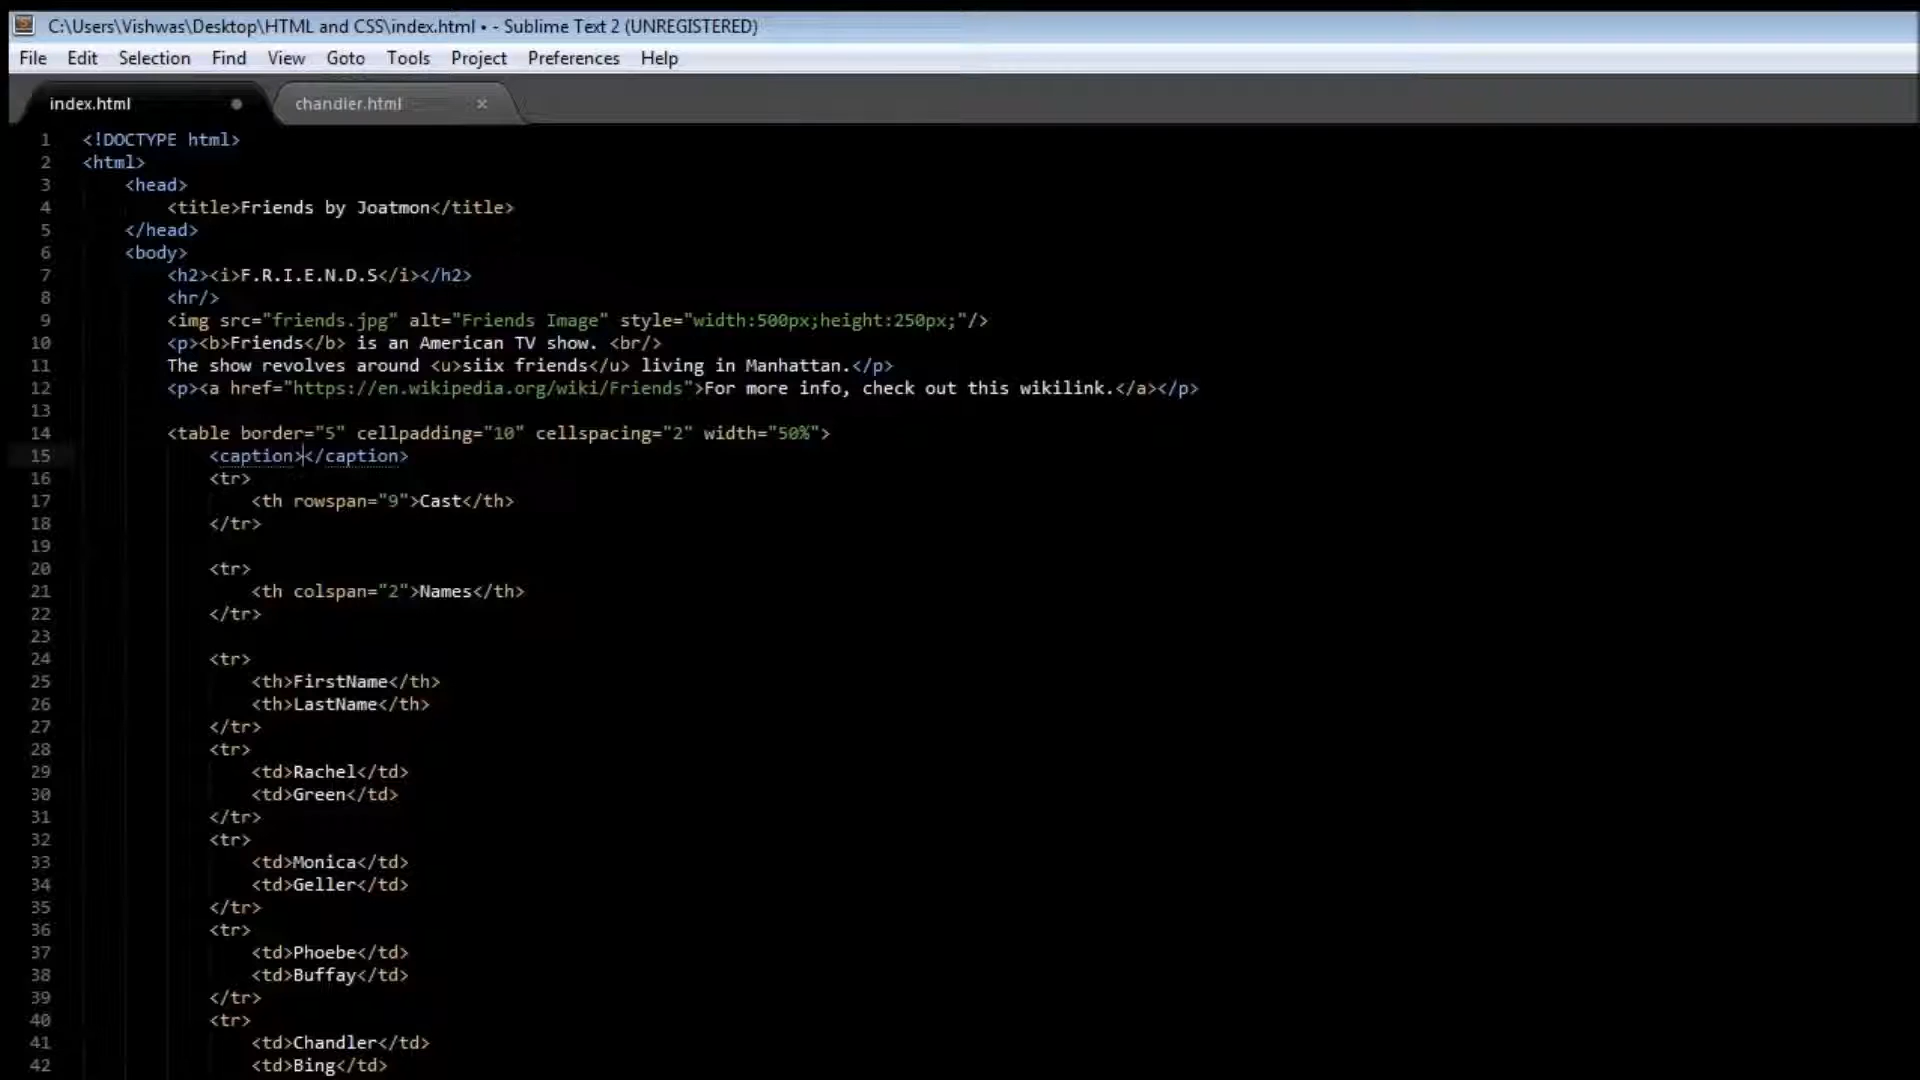 C:\Users\Vishwas\Desktop\HTML and CSS\index.html • - Sublime Text 2 (UNREGISTERED)
File Edit Selection Find View Goto Tools Project Preferences Help
index.html chandler.html ×
1 <!DOCTYPE html>
2 <html>
3 <head>
4 <title>Friends by Joatmon</title>
5 </head>
6 <body>
7 <h2><i>F.R.I.E.N.D.S</i></h2>
8 <hr/>
9 <img src="friends.jpg" alt="Friends Image" style="width:500px;height:250px;"/>
10 <p><b>Friends</b> is an American TV show. <br/>
11 The show revolves around <u>siix friends</u> living in Manhattan.</p>
12 <p><a href="https://en.wikipedia.org/wiki/Friends">For more info, check out this wikilink.</a></p>
13
14 <table border="5" cellpadding="10" cellspacing="2" width="50%">
15 <caption></caption>
16 <tr>
17 <th rowspan="9">Cast</th>
18 </tr>
19
20 <tr>
21 <th colspan="2">Names</th>
22 </tr>
23
24 <tr>
25 <th>FirstName</th>
26 <th>LastName</th>
27 </tr>
28 <tr>
29 <td>Rachel</td>
30 <td>Green</td>
31 </tr>
32 <tr>
33 <td>Monica</td>
34 <td>Geller</td>
35 </tr>
36 <tr>
37 <td>Phoebe</td>
38 <td>Buffay</td>
39 </tr>
40 <tr>
41 <td>Chandler</td>
42 <td>Bing</td>